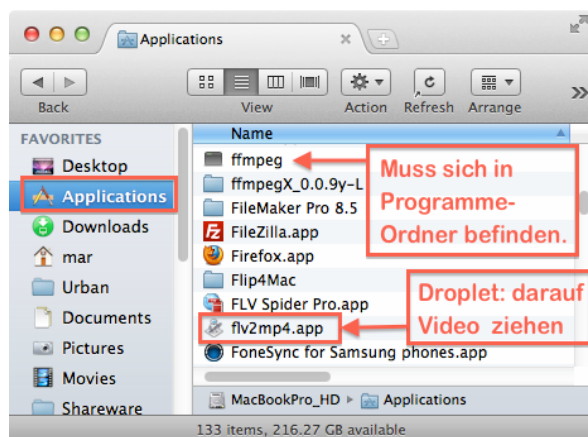 Applications
Back
View
Action
Refresh
Arrange
FAVORITES
Desktop
Applications
Downloads
mar
Urban
Documents
Pictures
Movies
Shareware
Name
ffmpeg
ffmpegX_0.0.9y-L
FileMaker Pro 8.5
FileZilla.app
Firefox.app
Flip4Mac
FLV Spider Pro.app
flv2mp4.app
FoneSync for Samsung phones.app
Muss sich in
Programme-
Ordner befinden.
Droplet: darauf
Video ziehen
MacBookPro_HD ▸ Applications
133 items, 216.27 GB available